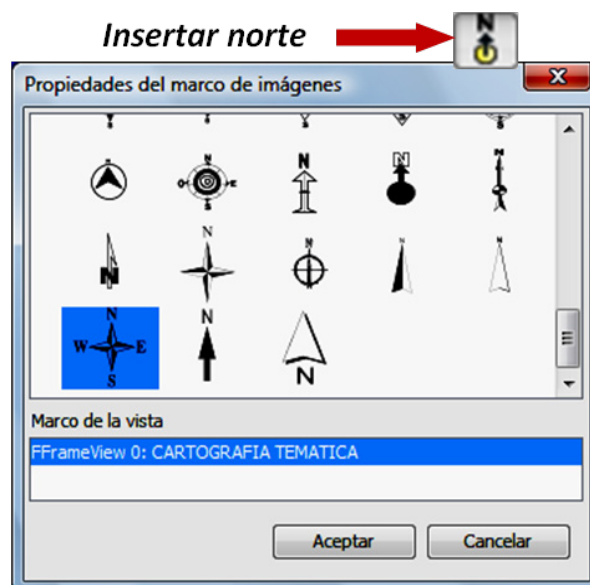 Insertar norte
N
Propiedades del marco de imágenes
S
N
O E
S
N
N
N
N
N
N
N
W E
S
N
N
Marco de la vista
FFrameView 0: CARTOGRAFIA TEMATICA
Aceptar
Cancelar